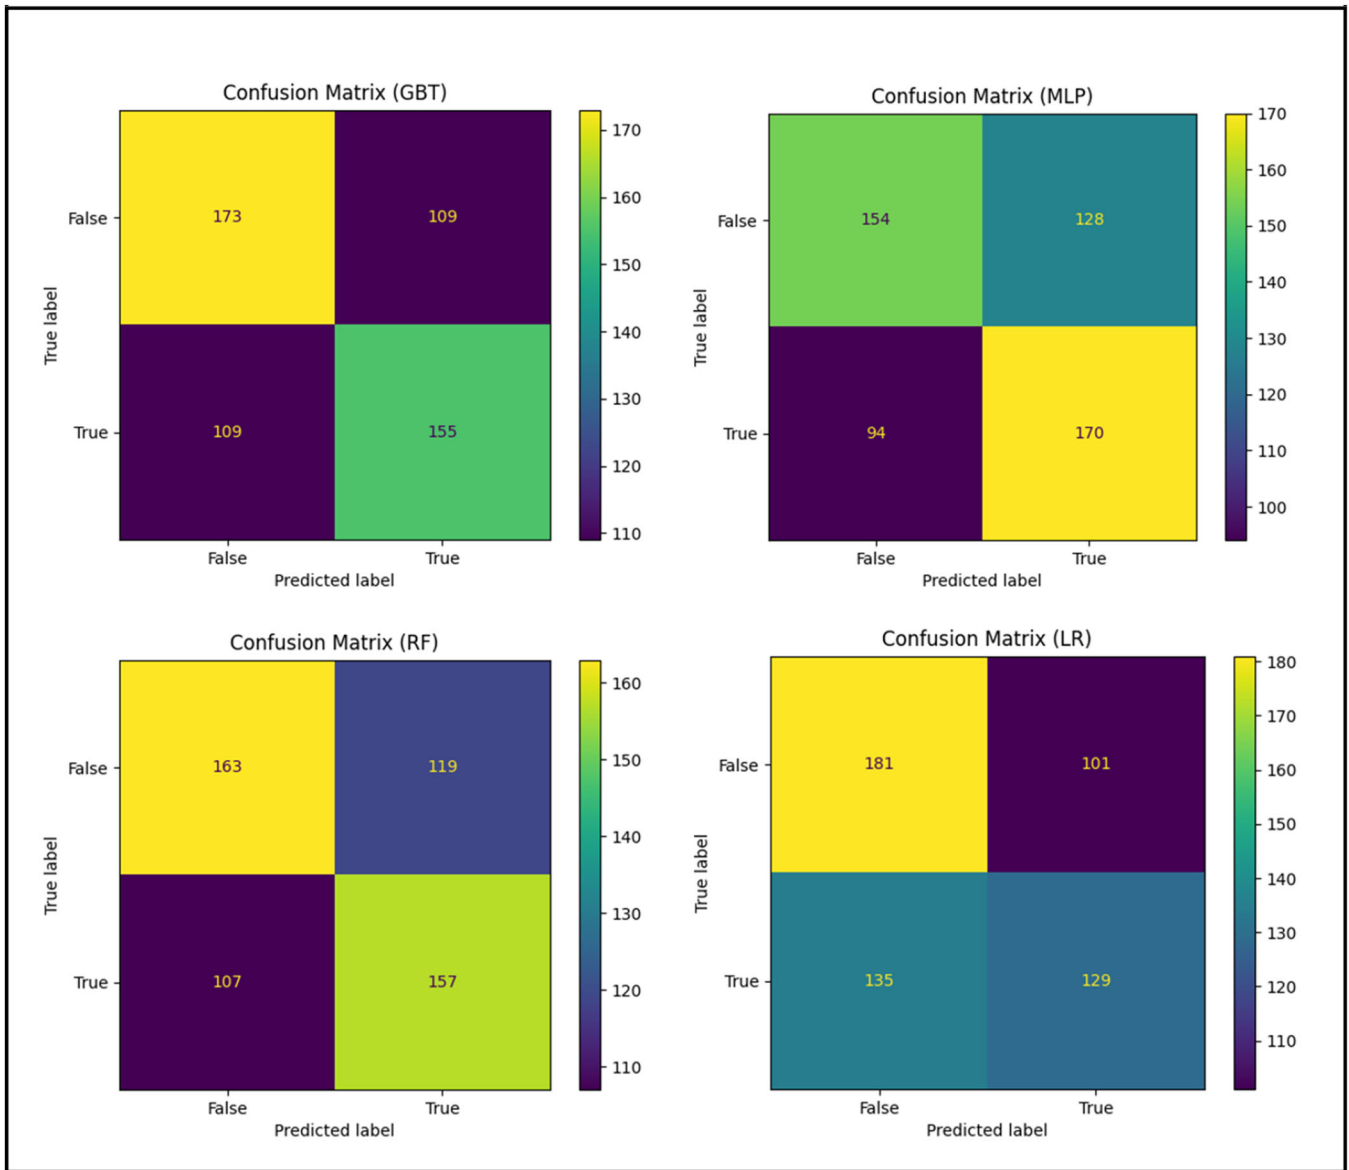 Confusion Matrix (GBT)
170
160
150
140
130
120
110
False
True
True label
173
109
109
155
False
True
Predicted label
Confusion Matrix (MLP)
170
160
150
140
130
120
110
100
False
True
True label
154
128
94
170
False
True
Predicted label
Confusion Matrix (RF)
160
150
140
130
120
110
False
True
True label
163
119
107
157
False
True
Predicted label
Confusion Matrix (LR)
180
170
160
150
140
130
120
110
False
True
True label
181
101
135
129
False
True
Predicted label